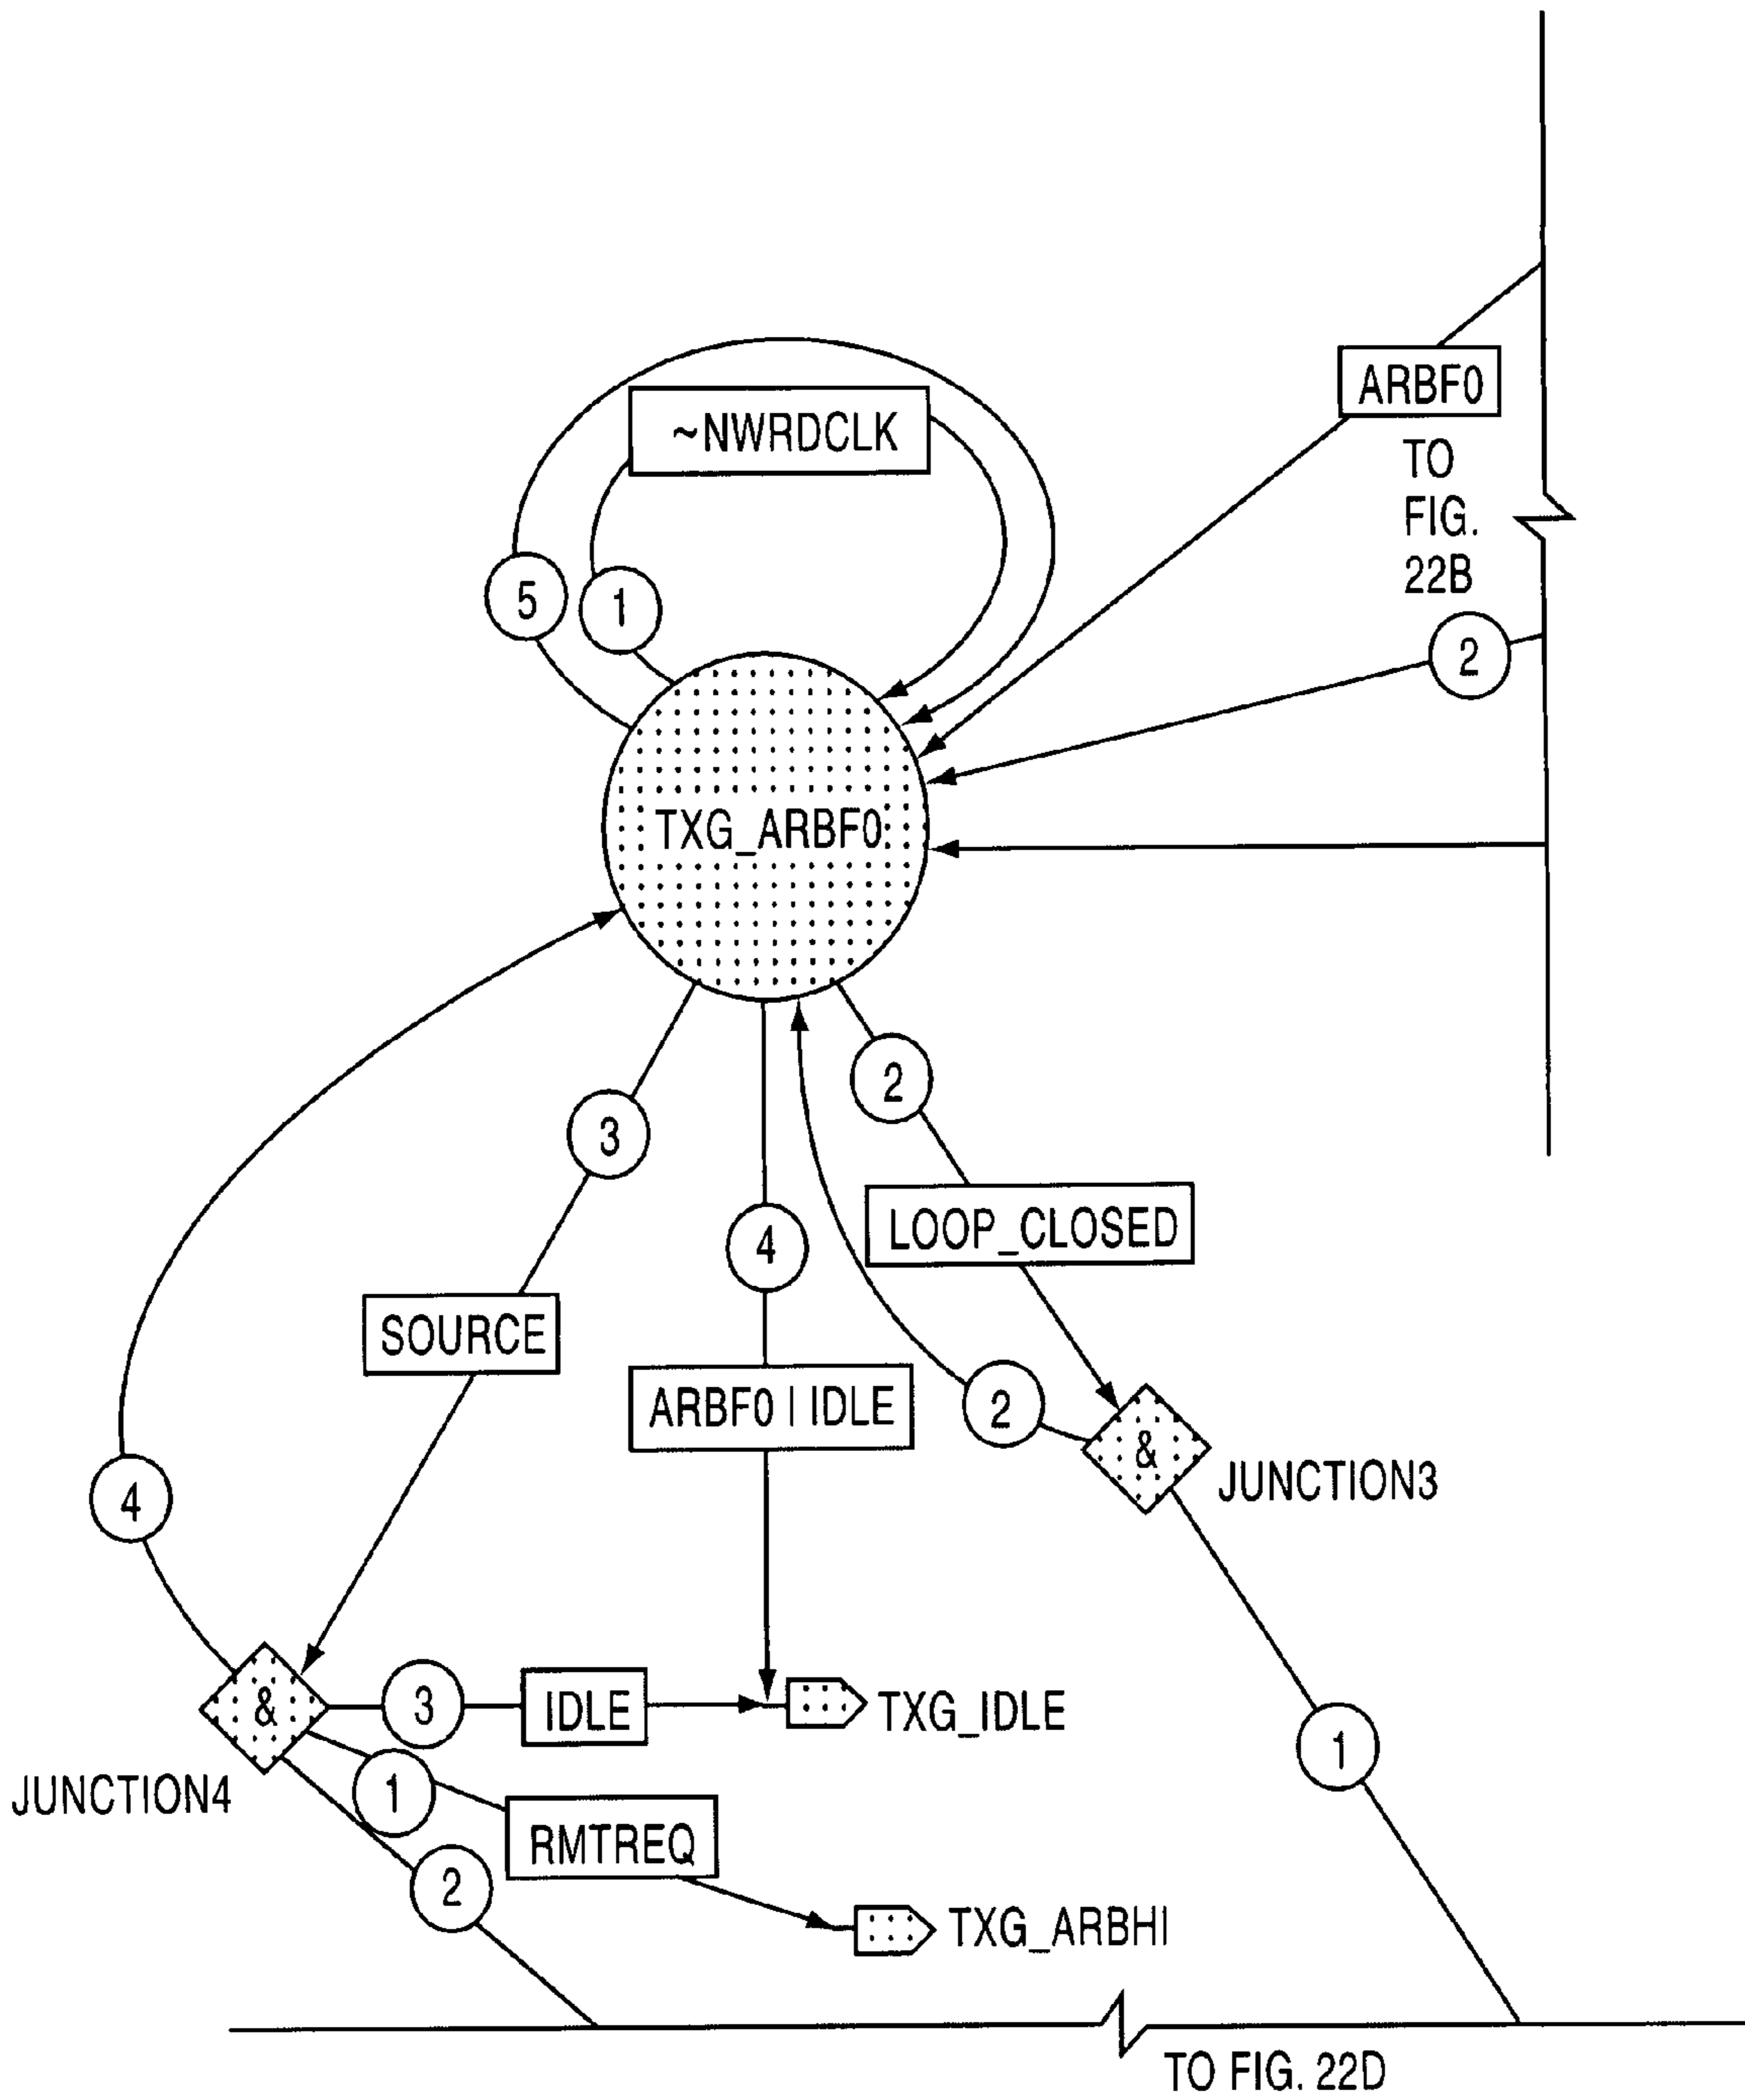 ARBF0
~NWRDCLK
TO
FIG.
22B
5
1
2
TXG_ARBF0
2
3
LOOP_CLOSED
4
SOURCE
ARBF0 | IDLE
2
&
JUNCTION3
4
&
3
IDLE
TXG_IDLE
1
JUNCTION4
1
RMTREQ
2
TXG_ARBHI
TO FIG. 22D